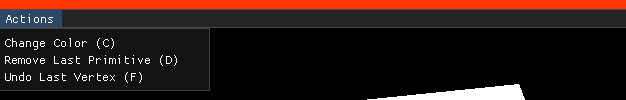 Actions
Change Color (C)
Remove Last Primitive (D)
Undo Last Vertex (F)